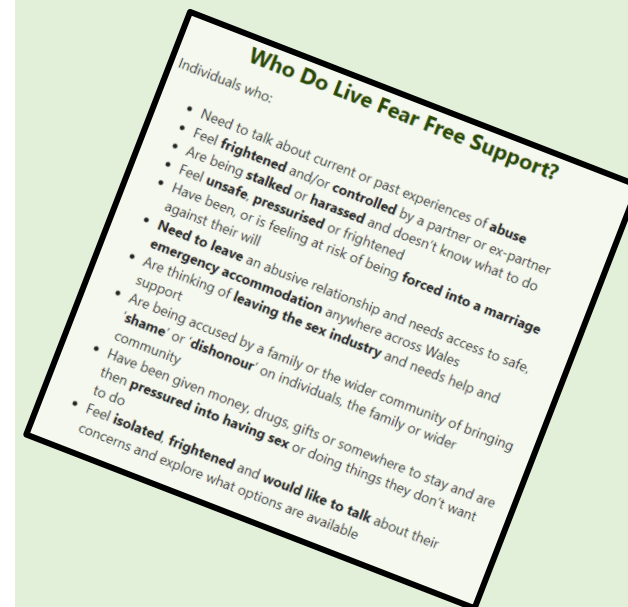 Who Do Live Fear Free Support?
Individuals who:
• Need to talk about current or past experiences of abuse
• Feel frightened and/or controlled by a partner or ex-partner
• Are being stalked or harassed and doesn't know what to do
• Feel unsafe, pressurised or frightened
• Have been, or is feeling at risk of being forced into a marriage
against their will
• Need to leave an abusive relationship and needs access to safe,
emergency accommodation anywhere across Wales
• Are thinking of leaving the sex industry and needs help and
support
• Are being accused by a family or the wider community of bringing
'shame' or 'dishonour' on individuals, the family or wider
community
• Have been given money, drugs, gifts or somewhere to stay and are
then pressured into having sex or doing things they don't want
to do
• Feel isolated, frightened and would like to talk about their
concerns and explore what options are available